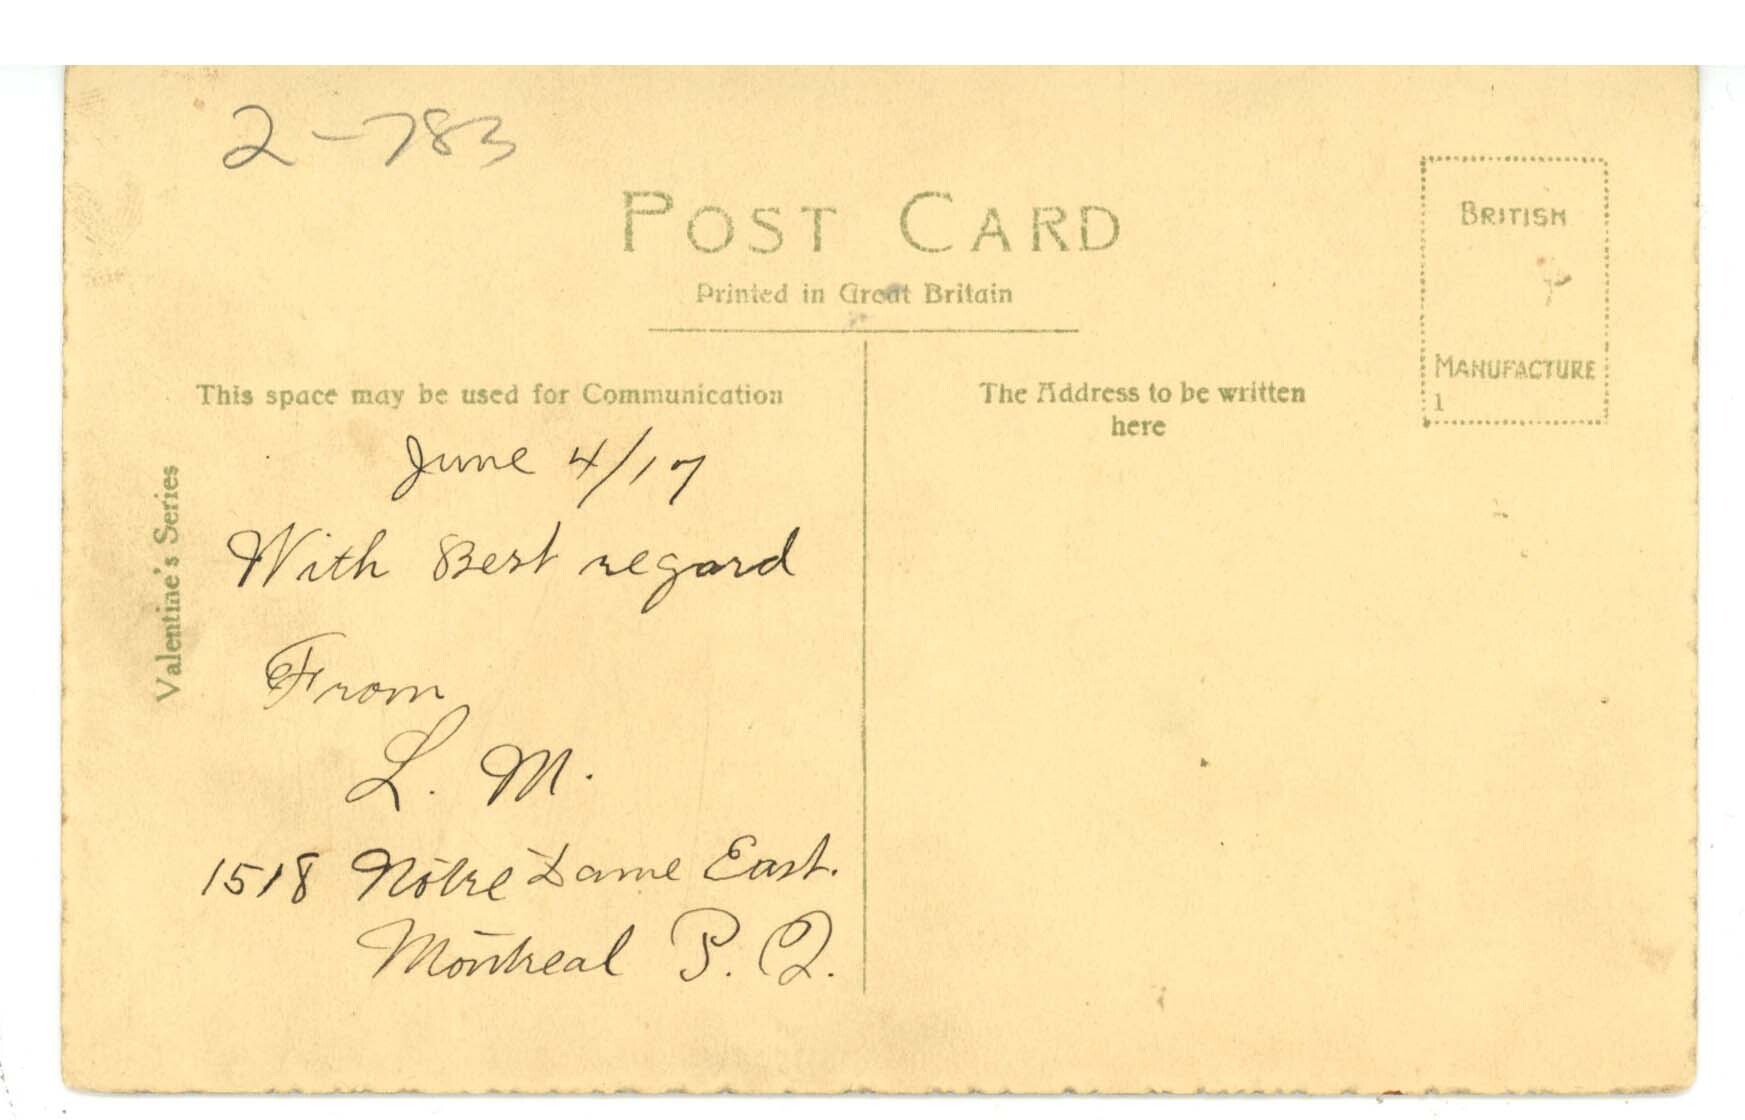 2-783
POST CARD
Printed in Great Britain
BRITISH
MANUFACTURE
1
This space may be used for Communication
The Address to be written
here
Valentine's Series
June 4/17
With Best regard
From
L. M.
1518 Notre Dame East.
Montreal P. Q.